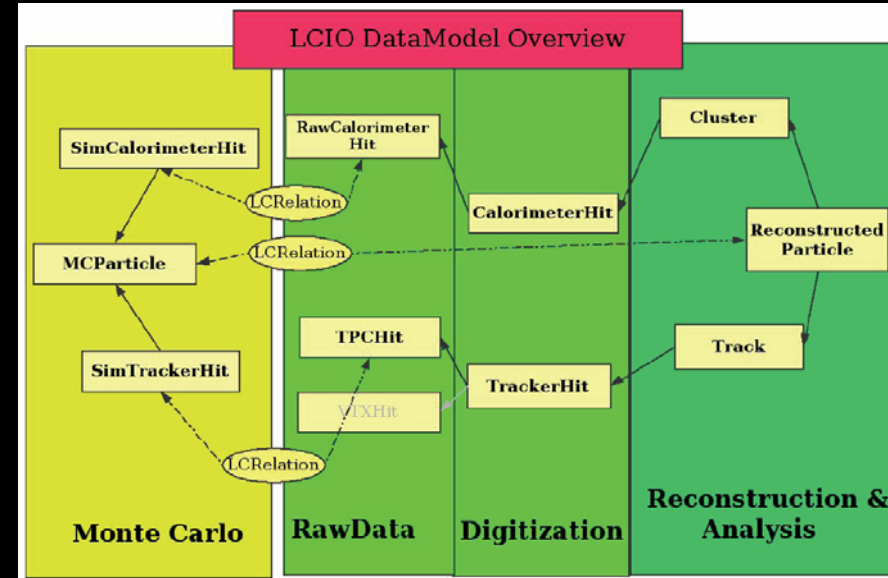 LCIO DataModel Overview
SimCalorimeterHit
RawCalorimeter
Hit
Cluster
LCRelation
CalorimeterHit
MCParticle
LCRelation
Reconstructed
Particle
TPCHit
Track
SimTrackerHit
TrackerHit
VTXHit
LCRelation
Monte Carlo
RawData
Digitization
Reconstruction &
Analysis